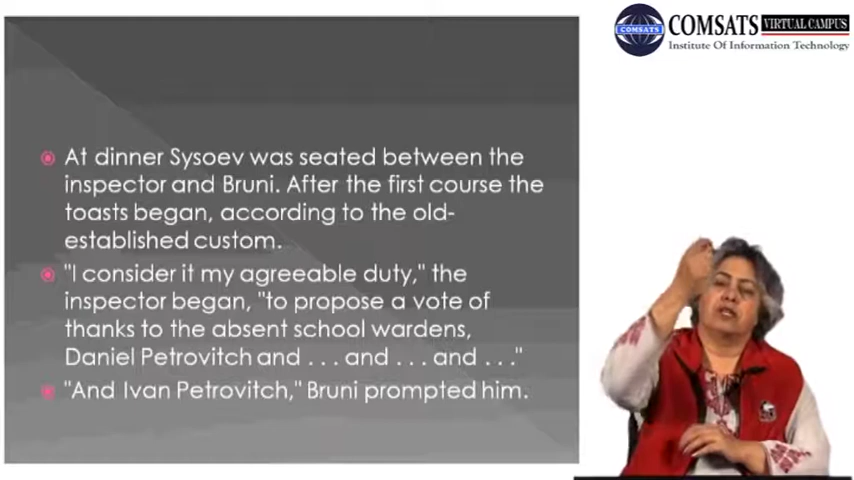 COMSATS VIRTUAL CAMPUS
COMSATS
Institute Of Information Technology
At dinner Sysoev was seated between the
inspector and Bruni. After the first course the
toasts began, according to the old-
established custom.
"I consider it my agreeable duty," the
inspector began, "to propose a vote of
thanks to the absent school wardens,
Daniel Petrovitch and . . . and . . . and . . ."
"And Ivan Petrovitch," Bruni prompted him.